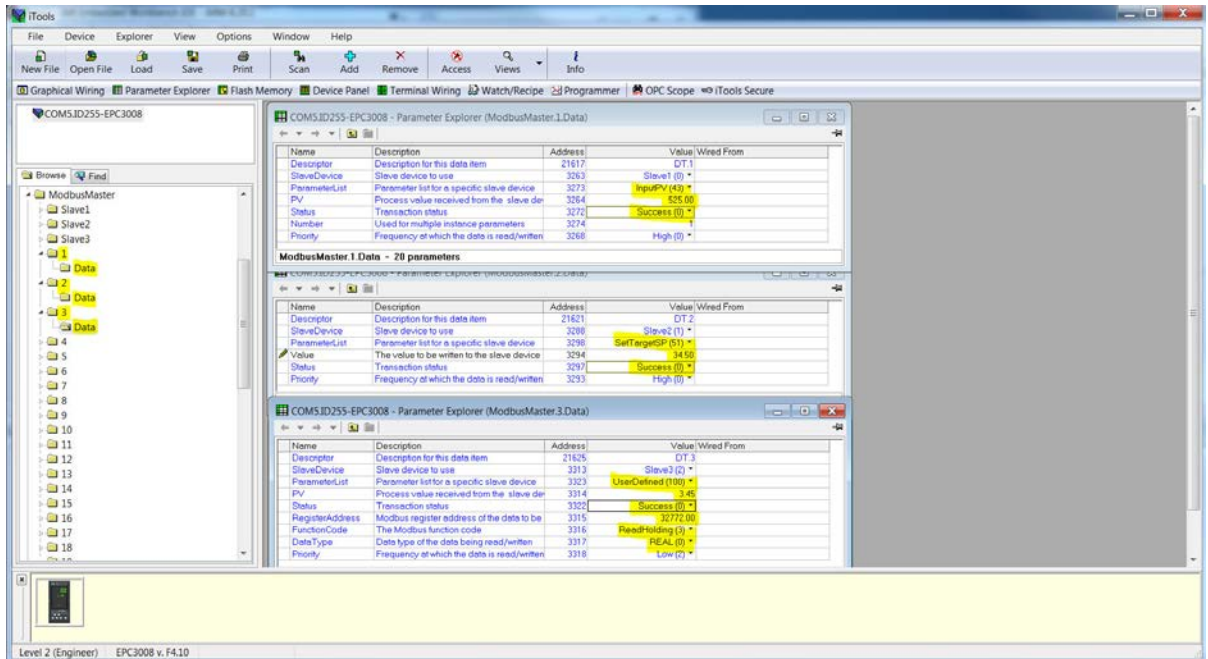 iTools
File Device Explorer View Options Window Help
New File Open File Load Save Print Scan Add Remove Access Views Info
Graphical Wiring Parameter Explorer Flash Memory Device Panel Terminal Wiring Watch/Recipe Programmer OPC Scope iTools Secure
COM5.ID255-EPC3008
Browse Find
ModbusMaster
Slave1
Slave2
Slave3
1
Data
2
Data
3
Data
4
5
6
7
8
9
10
11
12
13
14
15
16
17
18
COM5.ID255-EPC3008 - Parameter Explorer (ModbusMaster.1.Data)
Name Description Address Value Wired From
Descriptor Description for this data item 21617 DT.1
SlaveDevice Slave device to use 3263 Slave1 (0)
ParameterList Parameter list for a specific slave device 3273 InputPV (43)
PV Process value received from the slave de 3264 525.00
Status Transaction status 3272 Success (0)
Number Used for multiple instance parameters 3274 1
Priority Frequency at which the data is read/written 3268 High (0)
ModbusMaster.1.Data - 20 parameters
COM5.ID255-EPC3008 - Parameter Explorer (ModbusMaster.2.Data)
Name Description Address Value Wired From
Descriptor Description for this data item 21621 DT.2
SlaveDevice Slave device to use 3288 Slave2 (1)
ParameterList Parameter list for a specific slave device 3298 SetTargetSP (51)
Value The value to be written to the slave device 3294 34.50
Status Transaction status 3297 Success (0)
Priority Frequency at which the data is read/written 3293 High (0)
COM5.ID255-EPC3008 - Parameter Explorer (ModbusMaster.3.Data)
Name Description Address Value Wired From
Descriptor Description for this data item 21625 DT.3
SlaveDevice Slave device to use 3313 Slave3 (2)
ParameterList Parameter list for a specific slave device 3323 UserDefined (100)
PV Process value received from the slave de 3314 3.45
Status Transaction status 3322 Success (0)
RegisterAddress Modbus register address of the data to be 3315 32772.00
FunctionCode The Modbus function code 3316 ReadHolding (3)
DataType Data type of the data being read/written 3317 REAL (0)
Priority Frequency at which the data is read/written 3318 Low (2)
Level 2 (Engineer) EPC3008 v. F4.10